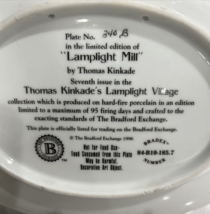 Plate No. 340,B
in the limited edition of
"Lamplight Mill"
by Thomas Kinkade
Seventh issue in the
Thomas Kinkade's Lamplight Village
collection which is produced on hard-fire porcelain in an edition
limited to a maximum of 95 firing days and crafted to the
exacting standards of The Bradford Exchange.
This plate is officially listed for trading on the Bradford Exchange.
© The Bradford Exchange 1996
B
Not for Food Use-
Food Consumed from this Plate
May be Harmful.
Decorative Art Object.
BRADEX®
84-B10-185.7
NUMBER